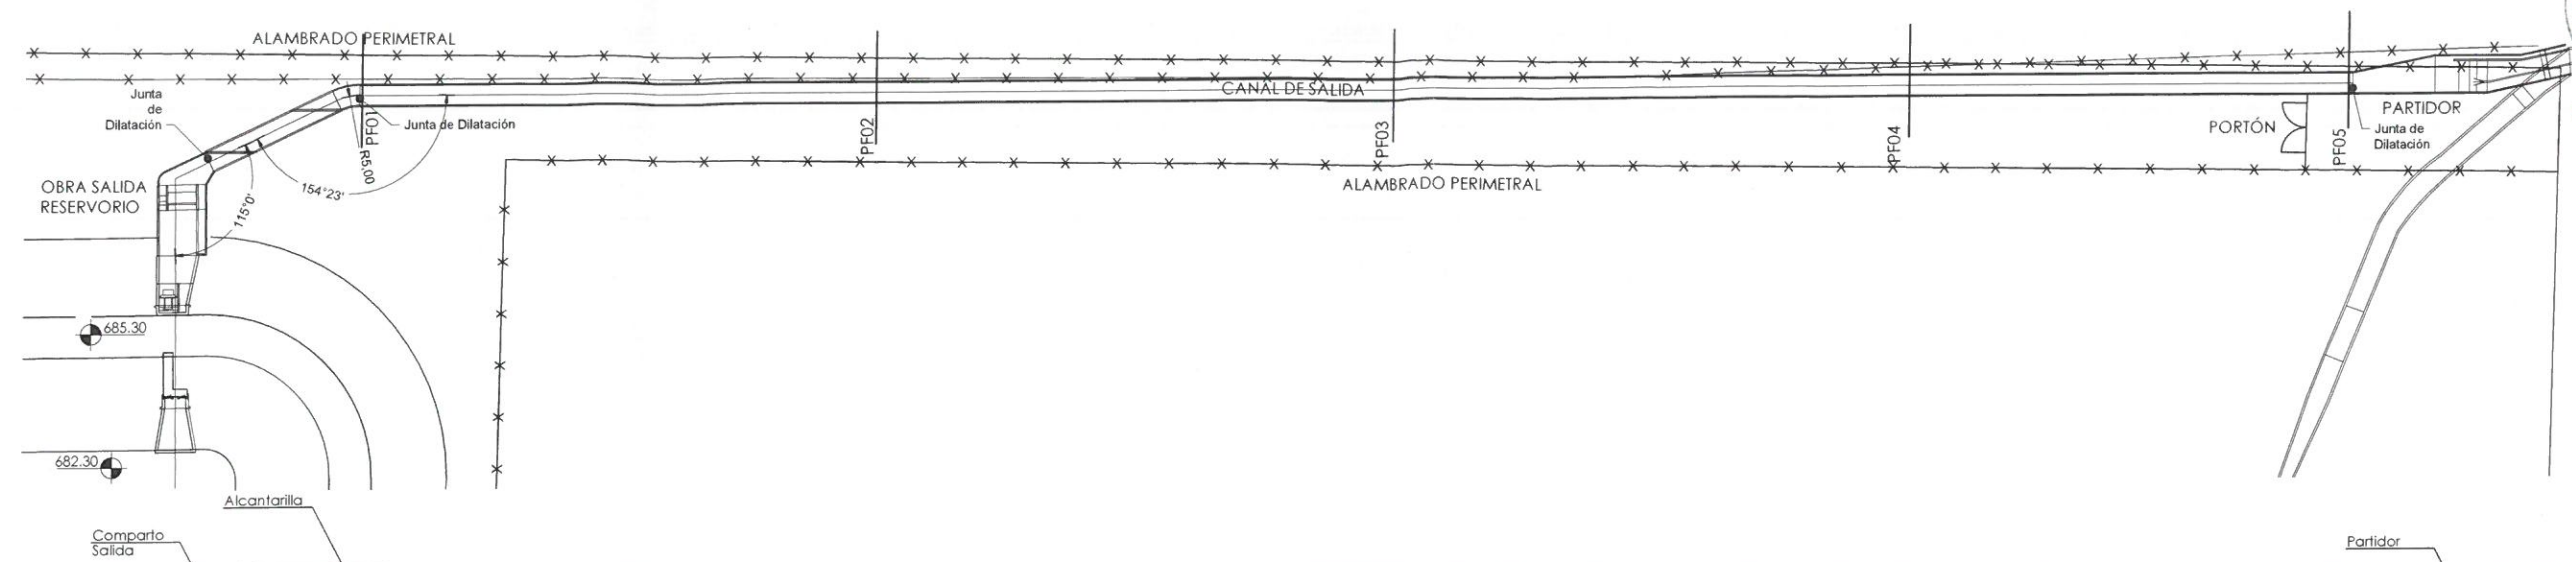 ALAMBRADO PERIMETRAL
Junta
de
Dilatación
Junta de Dilatación
PF01
R5.00
PF02
CANAL DE SALIDA
PF03
PF04
PORTÓN
PF05
PARTIDOR
Junta de
Dilatación
154°23'
115°0'
OBRA SALIDA
RESERVORIO
ALAMBRADO PERIMETRAL
685.30
682.30
Alcantarilla
Comparto
Salida
Partidor